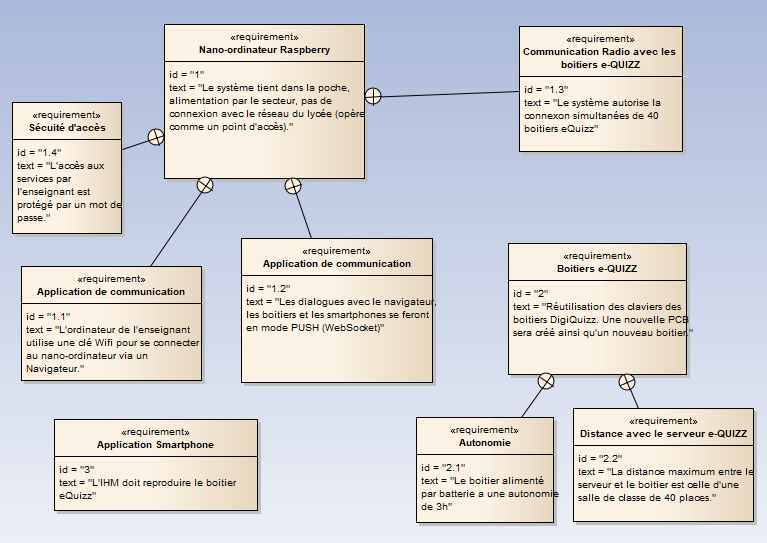 «requirement»
Nano-ordinateur Raspberry
id = "1"
text = "Le système tient dans la poche,
alimentation par le secteur, pas de
connexion avec le réseau du lycée (opère
comme un point d'accès)."
«requirement»
Communication Radio avec les
boitiers e-QUIZZ
id = "1.3"
text = "Le système autorise la
connexon simultanées de 40
boitiers eQuizz"
«requirement»
Sécuité d'accès
id = "1.4"
text = "L'accès aux
services par
l'enseignant est
protégé par un mot de
passe."
«requirement»
Application de communication
id = "1.1"
text = "L'ordinateur de l'enseignant
utilise une clé Wifi pour se connecter
au nano-ordinateur via un
Navigateur."
«requirement»
Application de communication
id = "1.2"
text = "Les dialogues avec le navigateur,
les boitiers et les smartphones se feront
en mode PUSH (WebSocket)"
«requirement»
Boitiers e-QUIZZ
id = "2"
text = "Réutilisation des claviers des
boitiers DigiQuizz. Une nouvelle PCB
sera créé ainsi qu'un nouveau boitier."
«requirement»
Application Smartphone
id = "3"
text = "L'IHM doit reproduire le boitier
eQuizz"
«requirement»
Autonomie
id = "2.1"
text = "Le boitier alimenté
par batterie a une autonomie
de 3h"
«requirement»
Distance avec le serveur e-QUIZZ
id = "2.2"
text = "La distance maximum entre le
serveur et le boitier est celle d'une
salle de classe de 40 places."